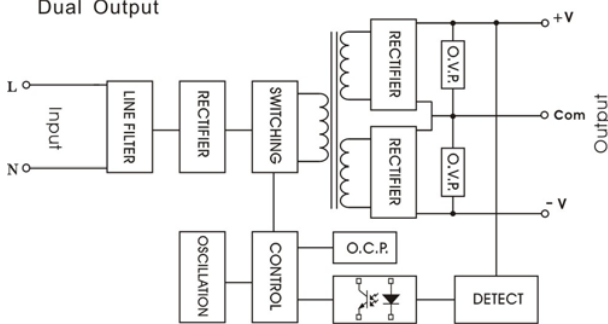 Dual Output
+V
RECTIFIER
O.V.P.
L
Input
N
LINE FILTER
RECTIFIER
SWITCHING
Com
Output
RECTIFIER
O.V.P.
- V
OSCILLATION
CONTROL
O.C.P.
DETECT